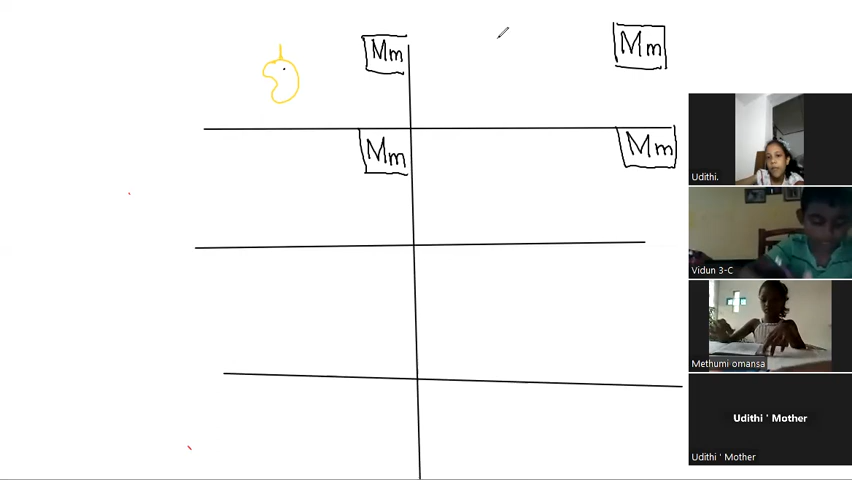 Mm
Mm
Mm
Mm
Udithi.
Vidun 3-C
Methumi omansa
Udithi ' Mother
Udithi ' Mother